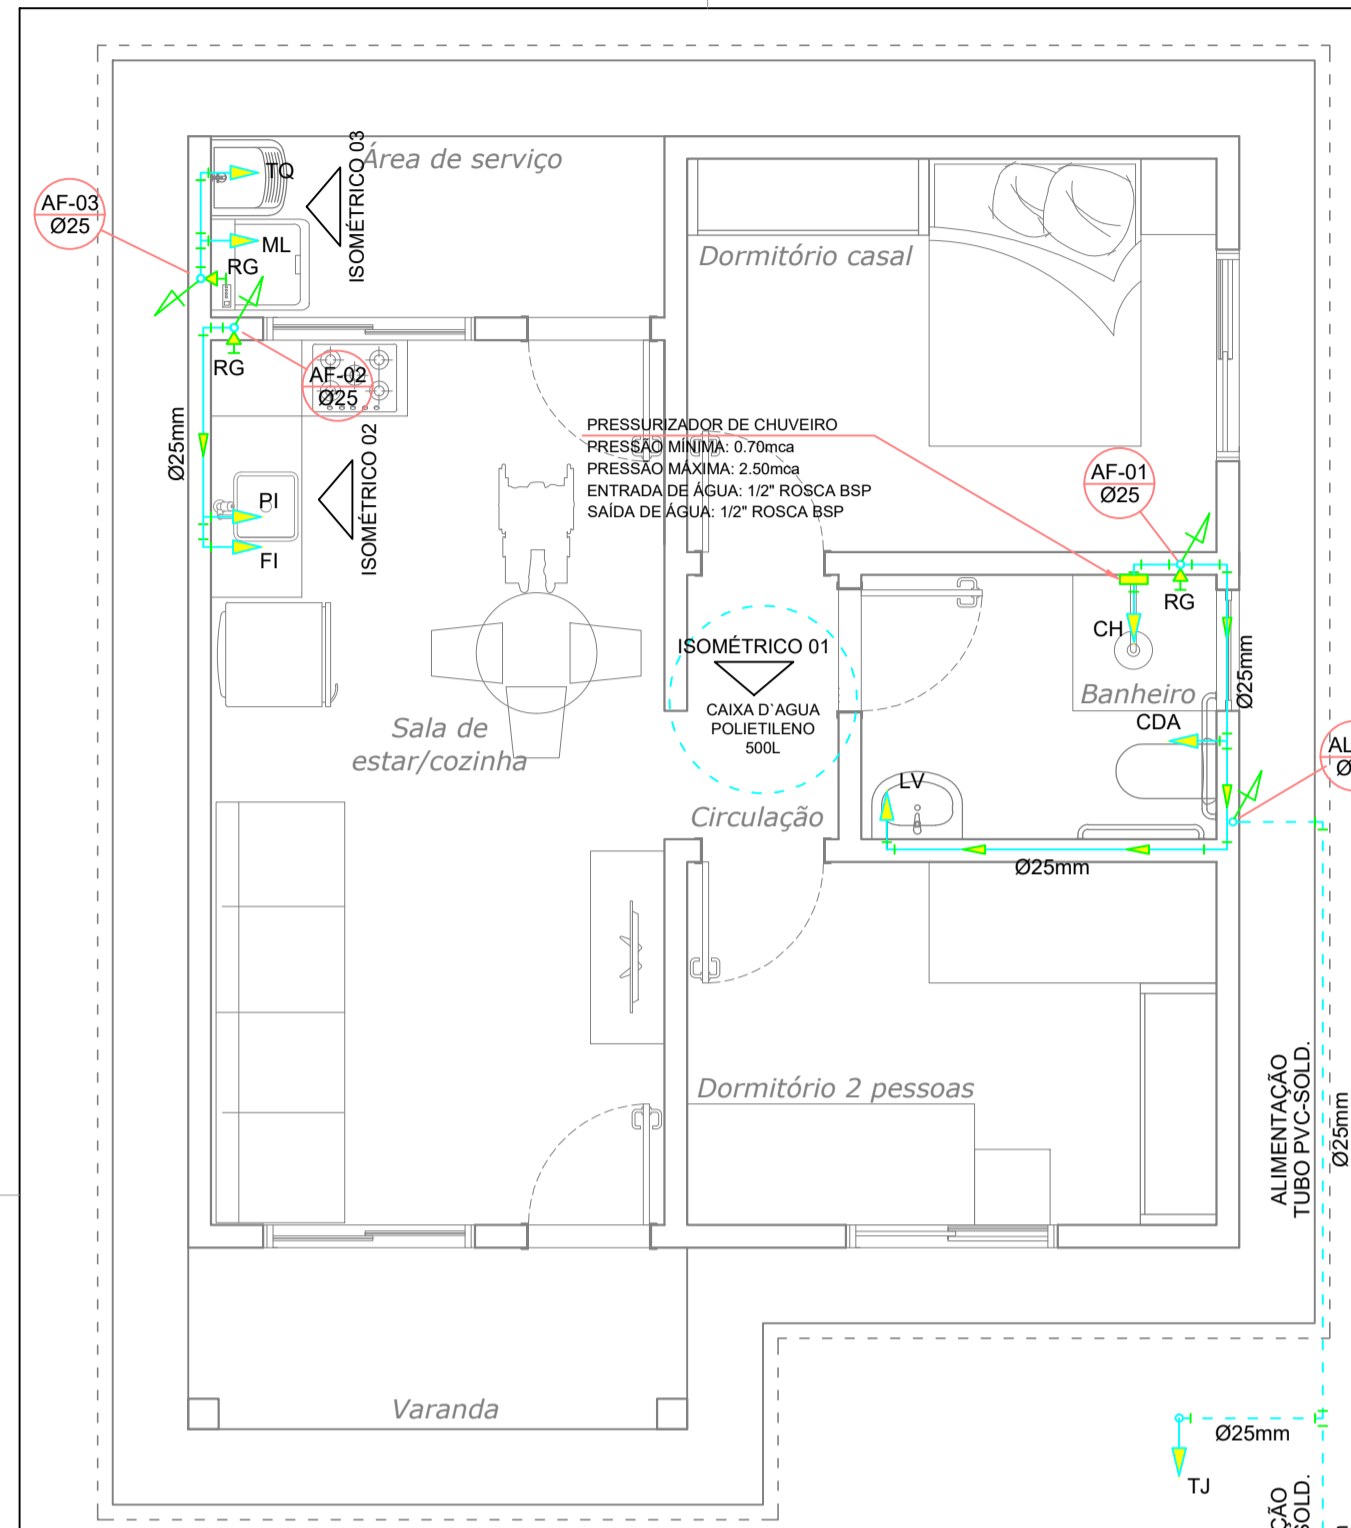 Área de serviço
ISOMÉTRICO 03
TQ
AF-03
Ø25
ML
RG
Dormitório casal
RG
AF-02
Ø25
Ø25mm
ISOMÉTRICO 02
PI
FI
PRESSURIZADOR DE CHUVEIRO
PRESSÃO MÍNIMA: 0.70mca
PRESSÃO MÁXIMA: 2.50mca
ENTRADA DE ÁGUA: 1/2" ROSCA BSP
SAÍDA DE ÁGUA: 1/2" ROSCA BSP
AF-01
Ø25
RG
CH
ISOMÉTRICO 01
CAIXA D`AGUA
POLIETILENO
500L
Banheiro
Ø25mm
CDA
AL
Ø
Sala de
estar/cozinha
LV
Circulação
Ø25mm
Dormitório 2 pessoas
ALIMENTAÇÃO
TUBO PVC-SOLD.
Ø25mm
Varanda
Ø25mm
TJ
ÇÃO
SOLD.